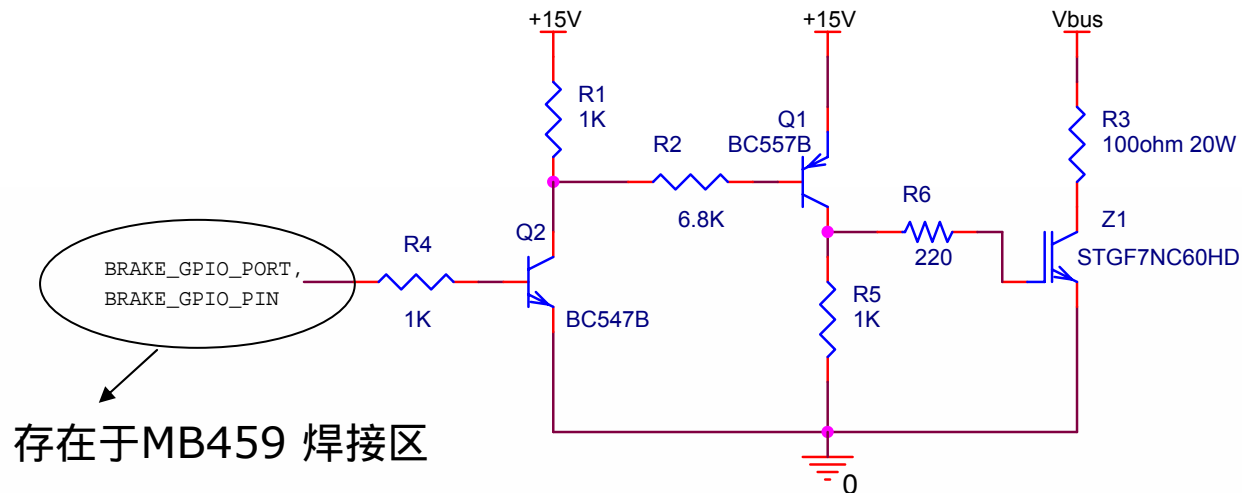 +15V
+15V
Vbus
R1
1K
R2
6.8K
Q1
BC557B
R3
100ohm 20W
R6
220
Z1
STGF7NC60HD
R4
1K
Q2
BC547B
R5
1K
BRAKE_GPIO_PORT,
BRAKE_GPIO_PIN
存在于MB459 焊接区
0